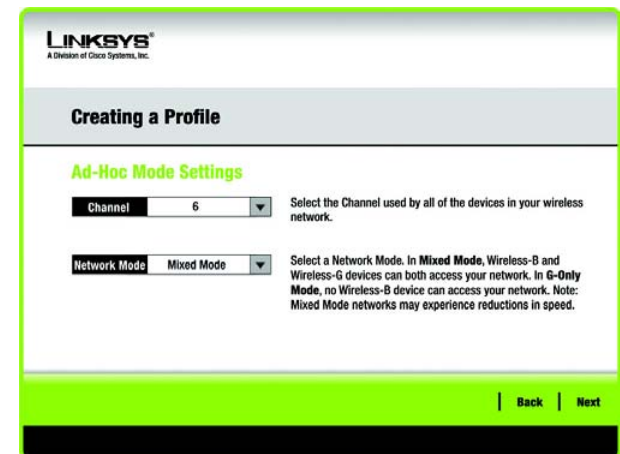 LINKSYS®
A Division of Cisco Systems, Inc.
Creating a Profile
Ad-Hoc Mode Settings
Channel 6
Select the Channel used by all of the devices in your wireless
network.
Network Mode Mixed Mode
Select a Network Mode. In Mixed Mode, Wireless-B and
Wireless-G devices can both access your network. In G-Only
Mode, no Wireless-B device can access your network. Note:
Mixed Mode networks may experience reductions in speed.
Back Next